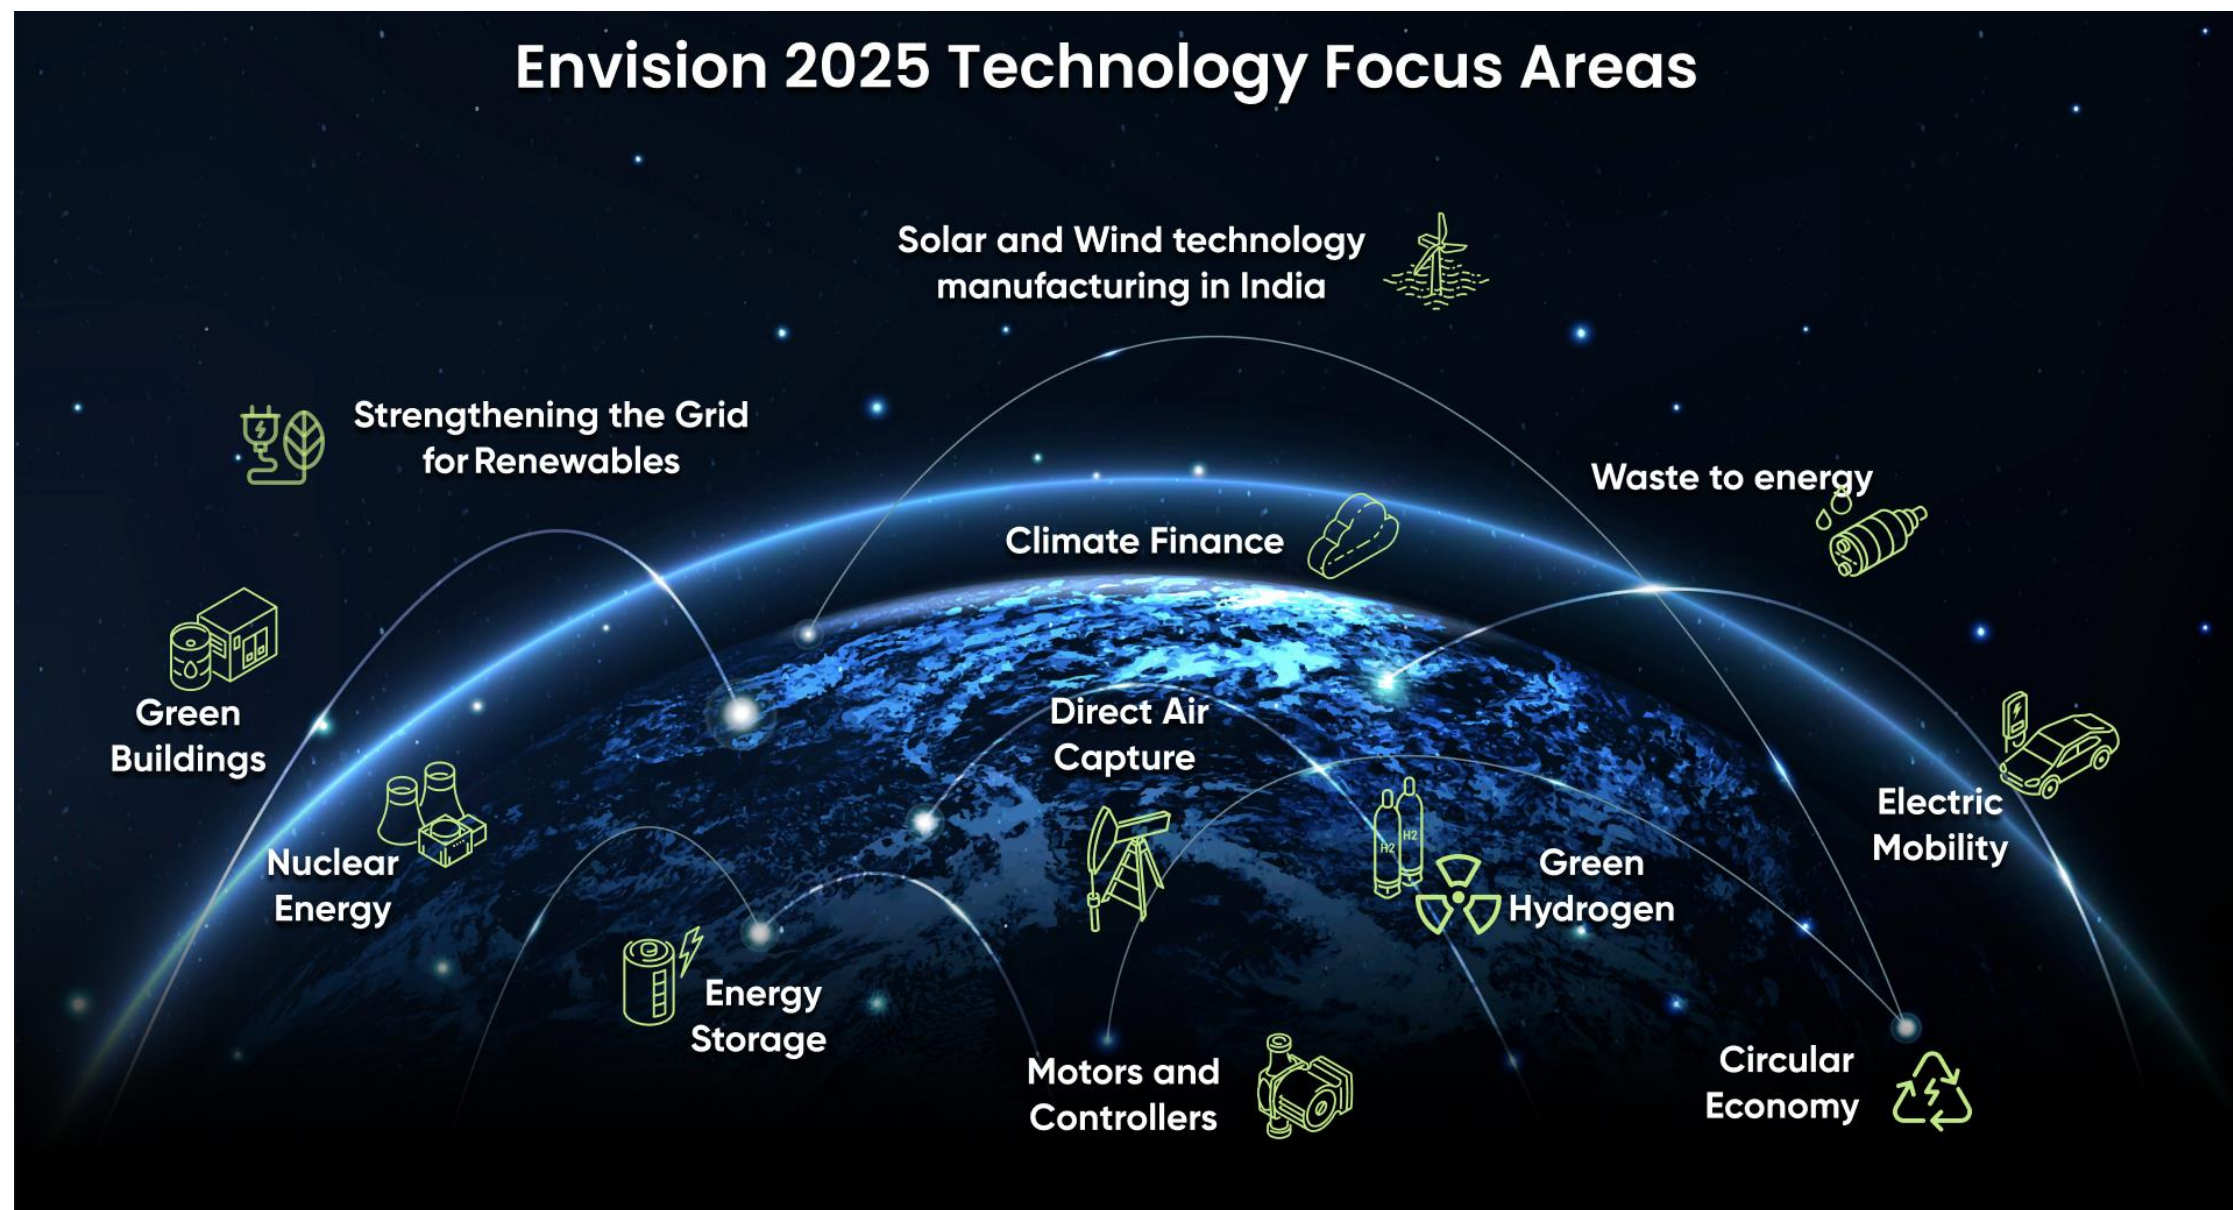 Envision 2025 Technology Focus Areas
Solar and Wind technology
manufacturing in India
Strengthening the Grid
for Renewables
Waste to energy
Climate Finance
Green
Buildings
Direct Air
Capture
Electric
Mobility
Nuclear
Energy
H2
H2
Green
Hydrogen
Energy
Storage
Motors and
Controllers
Circular
Economy